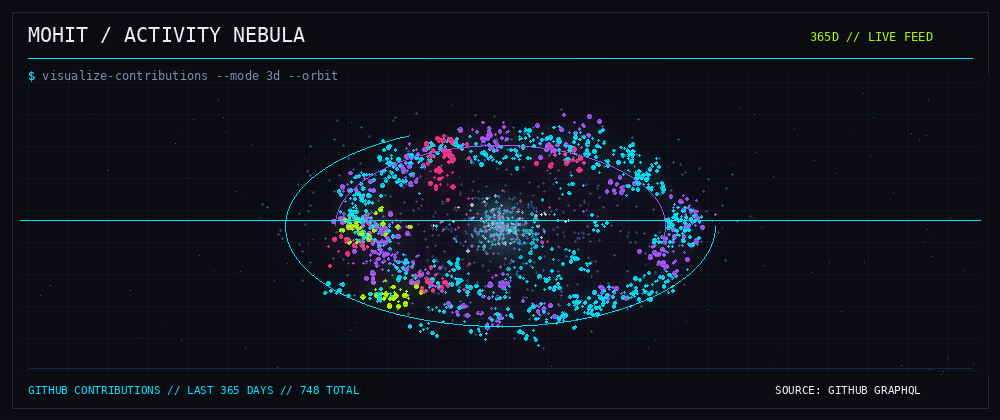 MOHIT / ACTIVITY NEBULA
365D // LIVE FEED
$ visualize-contributions --mode 3d --orbit
GITHUB CONTRIBUTIONS // LAST 365 DAYS // 748 TOTAL
SOURCE: GITHUB GRAPHQL